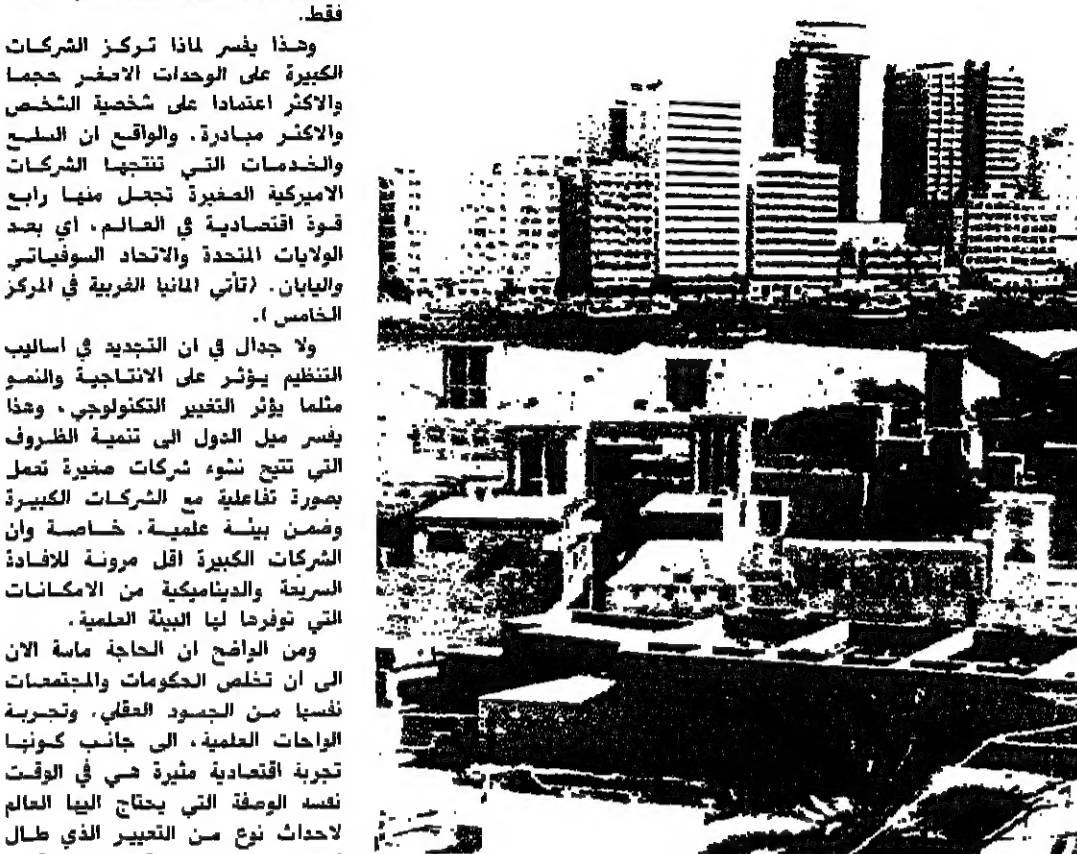 فقط.
وهذا يفسر لماذا تركز الشركات
الكبيرة على الوحدات الاصغر حجما
والاكثر اعتمادا على شخصية الشخص
والاكثر مبادرة. والواقع ان السلع
والخدمات التي تنتجها الشركات
الاميركية الصغيرة تجعل منها رابع
قوة اقتصادية في العالم، اي بعد
الولايات المتحدة والاتحاد السوفياتي
واليابان. (تأتي المانيا الغربية في المركز
الخامس).
ولا جدال في ان التجديد في اساليب
التنظيم يؤثر على الانتاجية والنمو
مثلما يؤثر التغيير التكنولوجي، وهذا
يفسر ميل الدول الى تنمية الظروف
التي تتيح نشوء شركات صغيرة تعمل
بصورة تفاعلية مع الشركات الكبيرة
وضمن بيئة علمية، خاصة وان
الشركات الكبيرة اقل مرونة للافادة
السريعة والديناميكية من الامكانات
التي توفرها لها البيئة العلمية.
ومن الواضح ان الحاجة ماسة الان
الى ان تخلص الحكومات والمجتمعات
نفسها من الجمود العقلي. وتجربة
الواحات العلمية، الى جانب كونها
تجربة اقتصادية مثيرة هي في الوقت
نفسه الوصفة التي يحتاج اليها العالم
لاحداث نوع من التغيير الذي طال